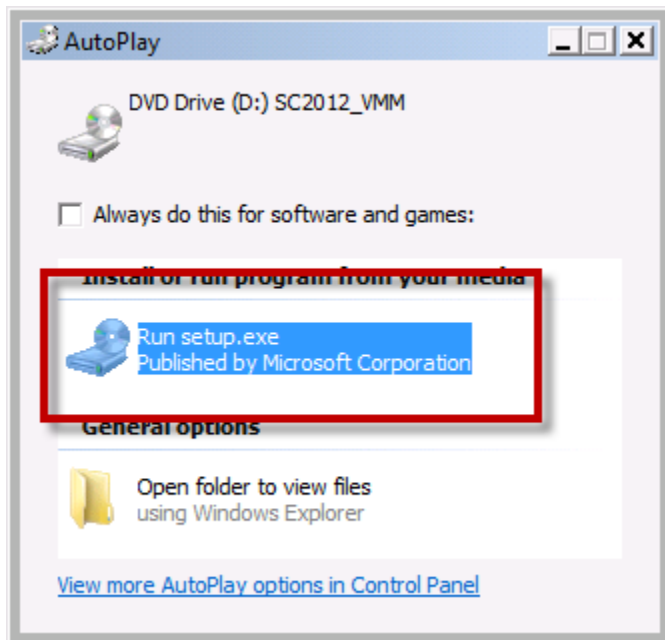 AutoPlay
DVD Drive (D:) SC2012_VMM
Always do this for software and games:
Install or run program from your media
Run setup.exe
Published by Microsoft Corporation
General options
Open folder to view files
using Windows Explorer
View more AutoPlay options in Control Panel